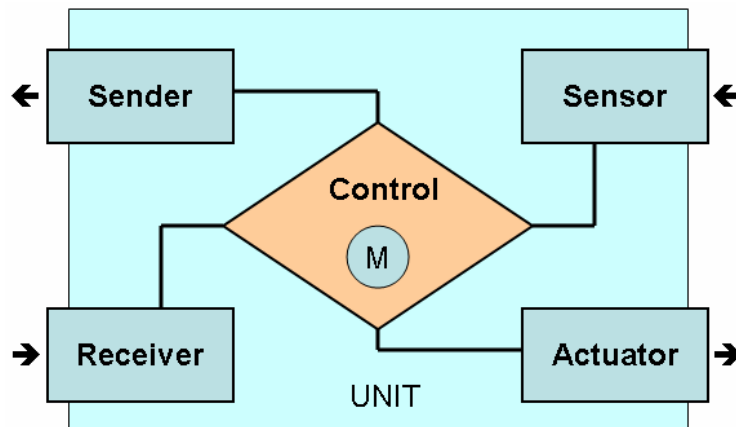 Sender
Sensor
Control
M
Receiver
Actuator
UNIT